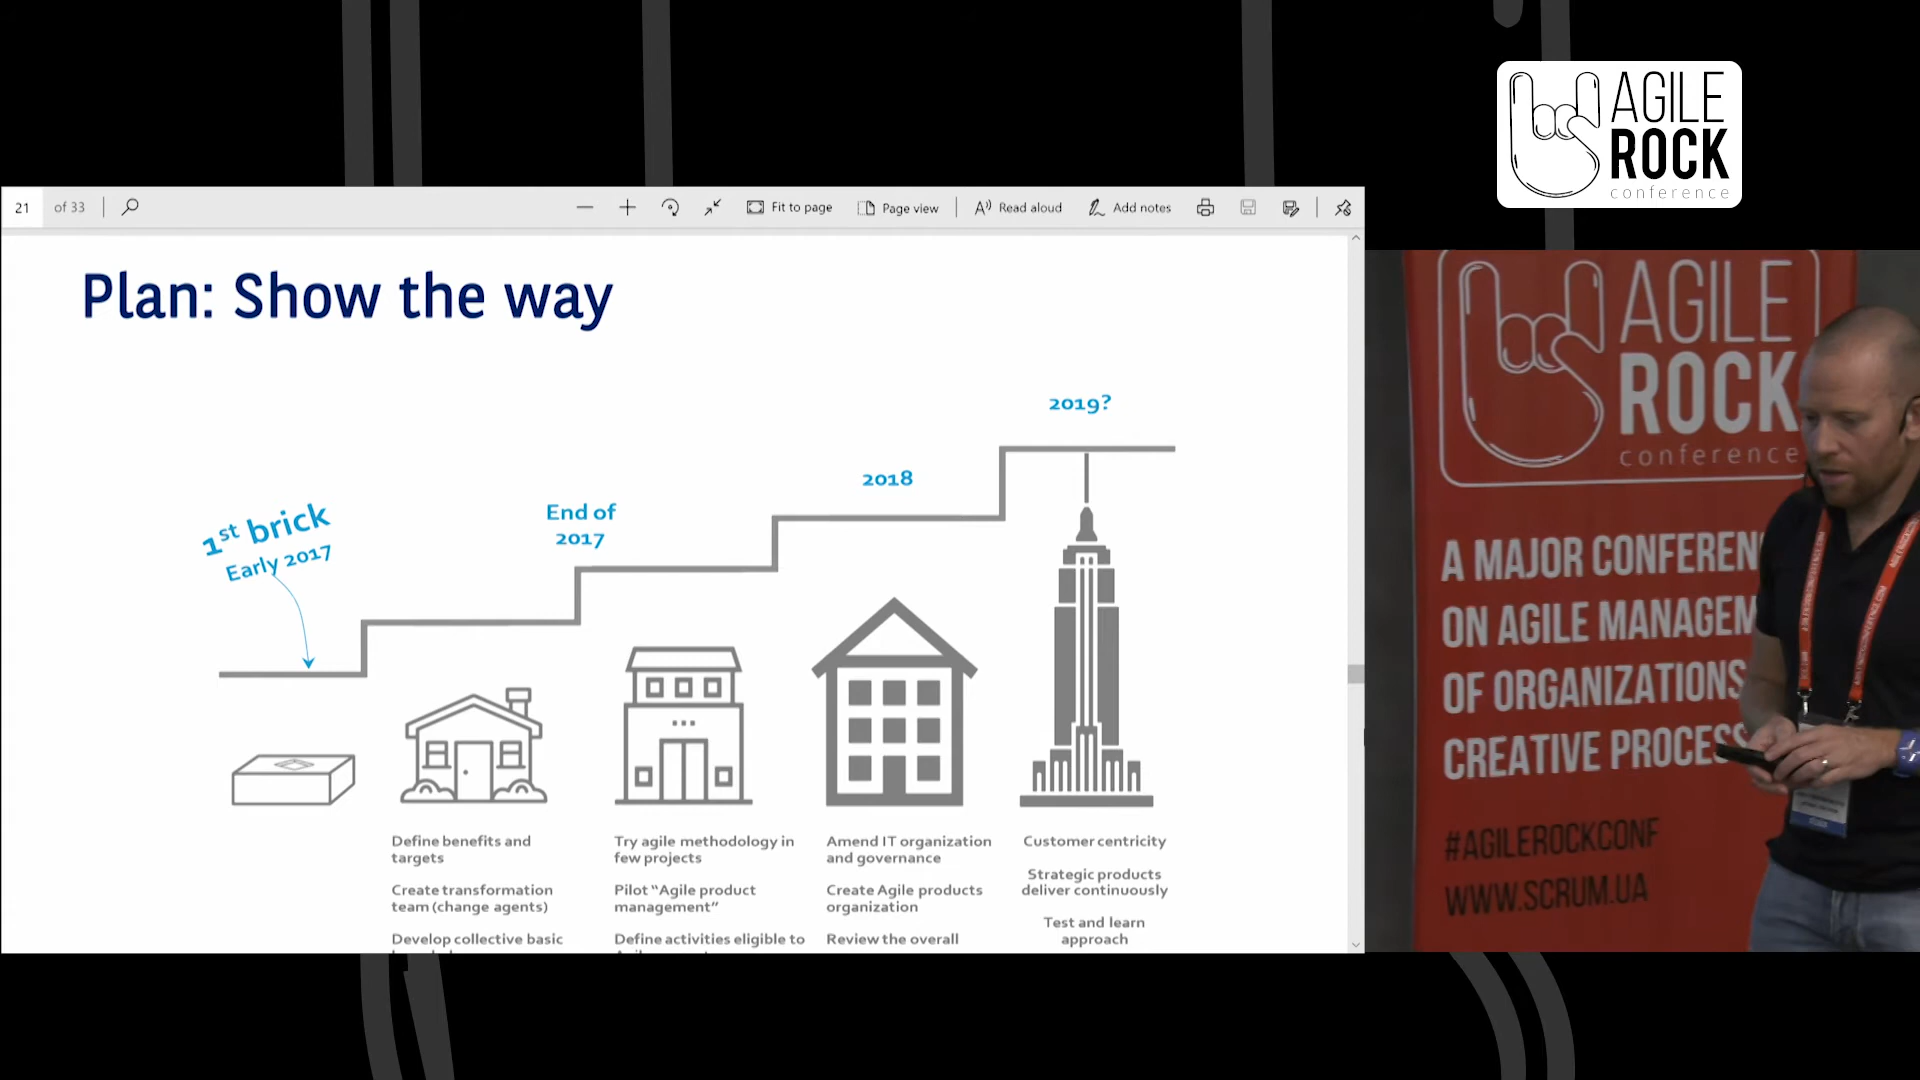 AGILE
ROCK
conference
21 of 33
Fit to page
Page view
Read aloud
Add notes
Plan: Show the way
2019?
2018
End of
2017
1st brick
Early 2017
Define benefits and
targets
Create transformation
team (change agents)
Develop collective basic
Try agile methodology in
few projects
Pilot “Agile product
management”
Define activities eligible to
Amend IT organization
and governance
Create Agile products
organization
Review the overall
Customer centricity
Strategic products
deliver continuously
Test and learn
approach
AGILE
ROCK
conference
A MAJOR CONFEREN
ON AGILE MANAGEM
OF ORGANIZATIONS
CREATIVE PROCES
#AGILEROCKCONF
WWW.SCRUM.UA